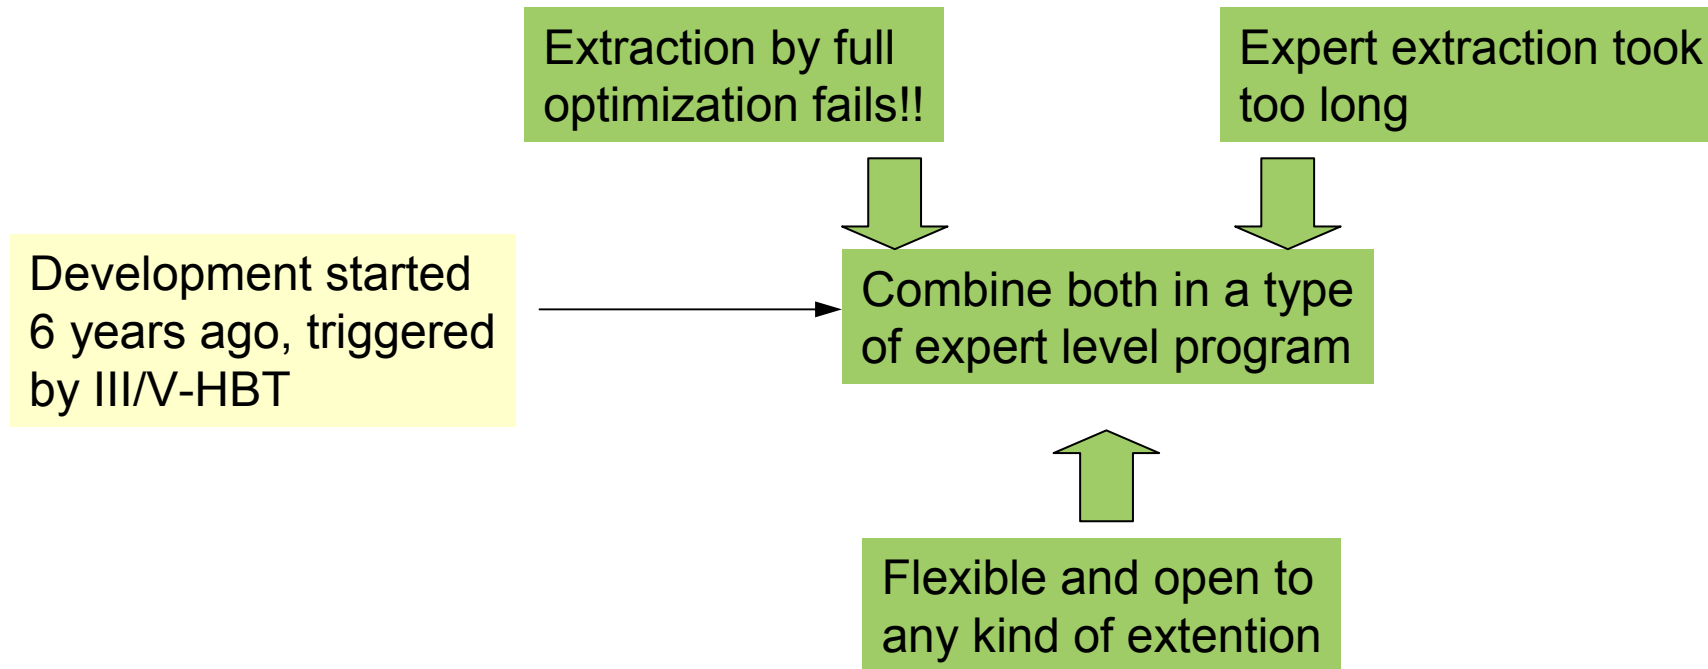 Extraction by full
optimization fails!!
Expert extraction took
too long
Development started
6 years ago, triggered
by III/V-HBT
Combine both in a type
of expert level program
Flexible and open to
any kind of extention